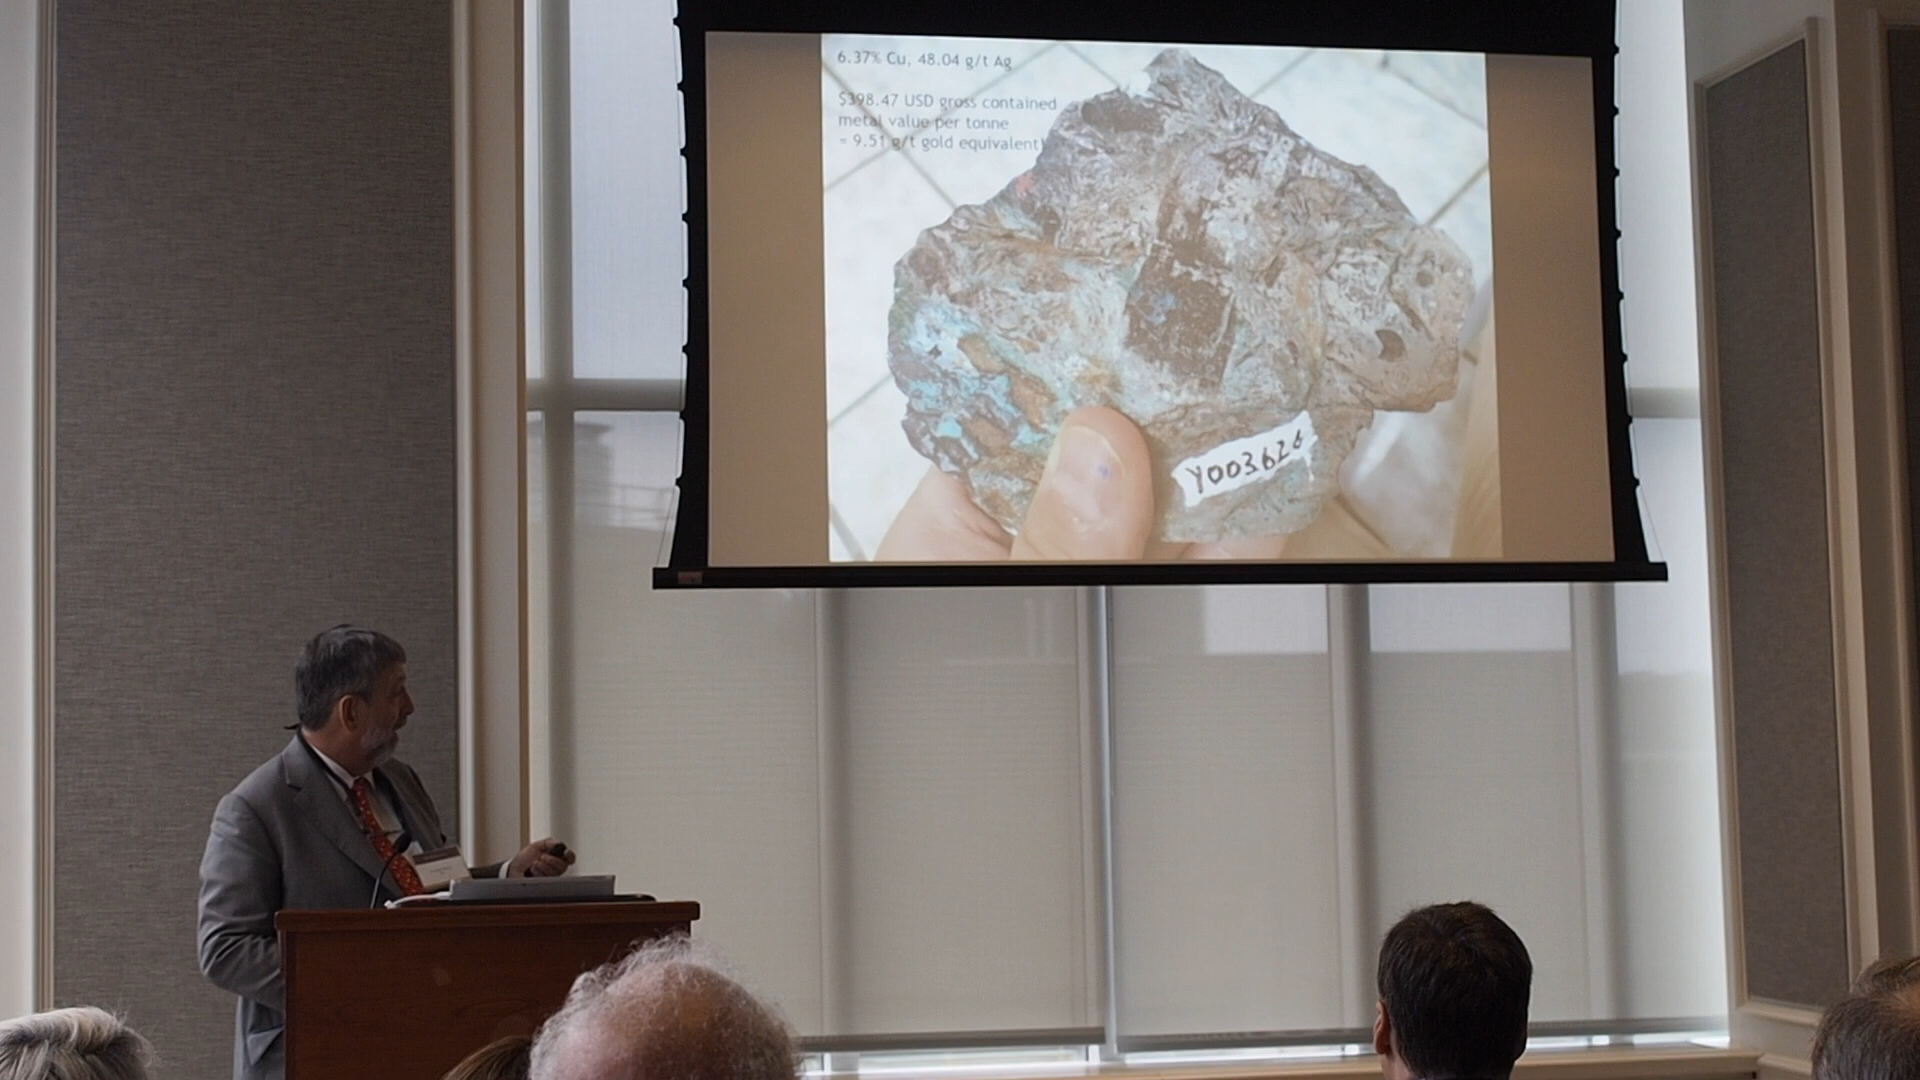 6.37% Cu, 48.04 g/t Ag
$398.47 USD gross contained
metal value per tonne
= 9.51 g/t gold equivalent!
Y003626